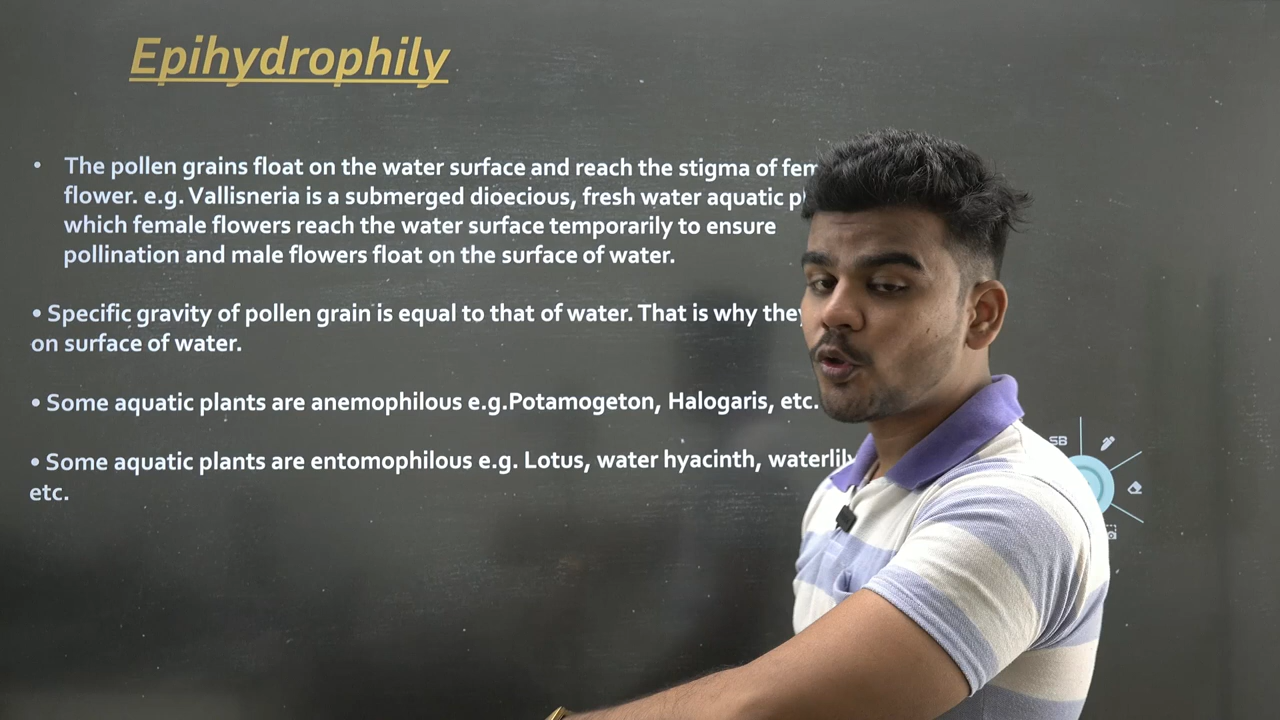 Epihydrophily
• The pollen grains float on the water surface and reach the stigma of
flower. e.g. Vallisneria is a submerged dioecious, fresh water aquatic
which female flowers reach the water surface temporarily to ensure
pollination and male flowers float on the surface of water.
• Specific gravity of pollen grain is equal to that of water. That is why they
on surface of water.
• Some aquatic plants are anemophilous e.g.Potamogeton, Halogaris, etc.
• Some aquatic plants are entomophilous e.g. Lotus, water hyacinth, waterlily
etc.
SB